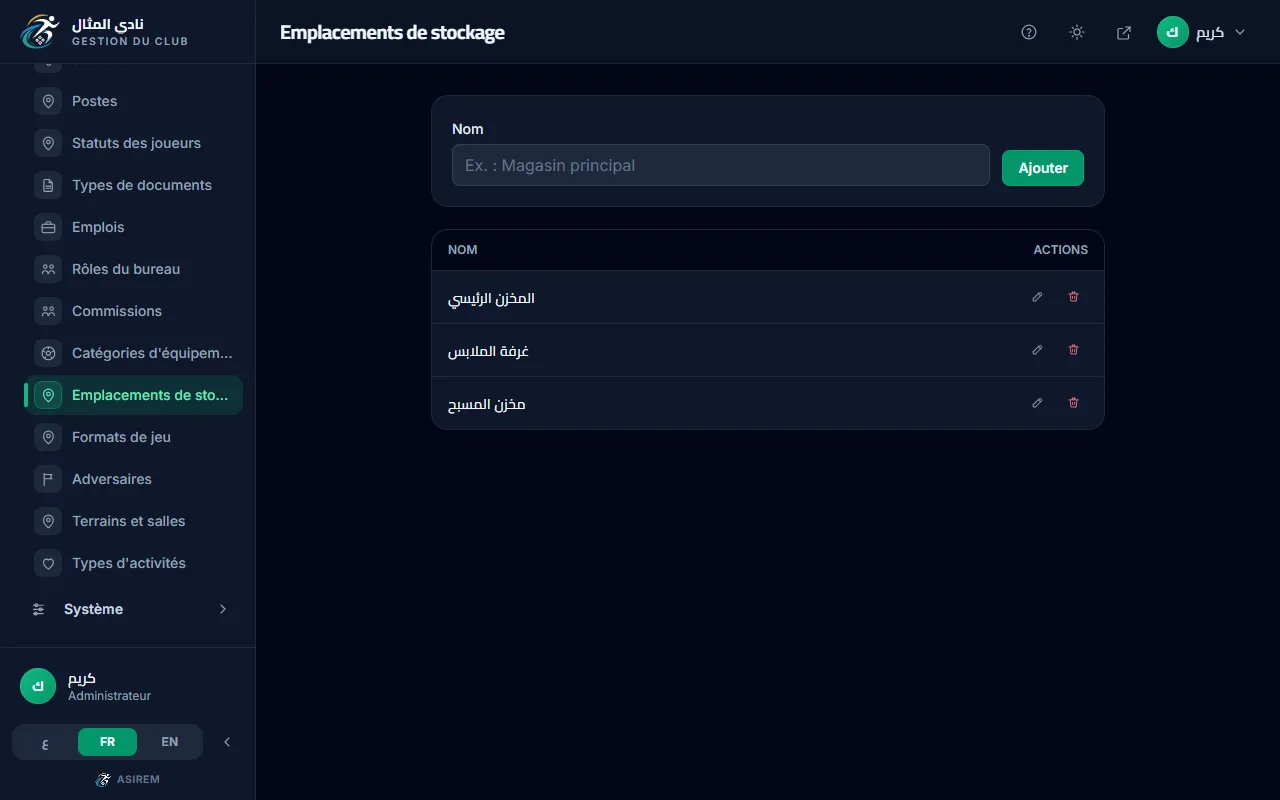 نادي المثال
GESTION DU CLUB
Emplacements de stockage
ك
كريم
Postes
Statuts des joueurs
Types de documents
Emplois
Rôles du bureau
Commissions
Catégories d'équipem...
Emplacements de sto...
Formats de jeu
Adversaires
Terrains et salles
Types d'activités
Système
ك
كريم
Administrateur
ع
FR
EN
ASIREM
Nom
Ex. : Magasin principal
Ajouter
NOM
ACTIONS
المخزن الرئيسي
غرفة الملابس
مخزن المسبح